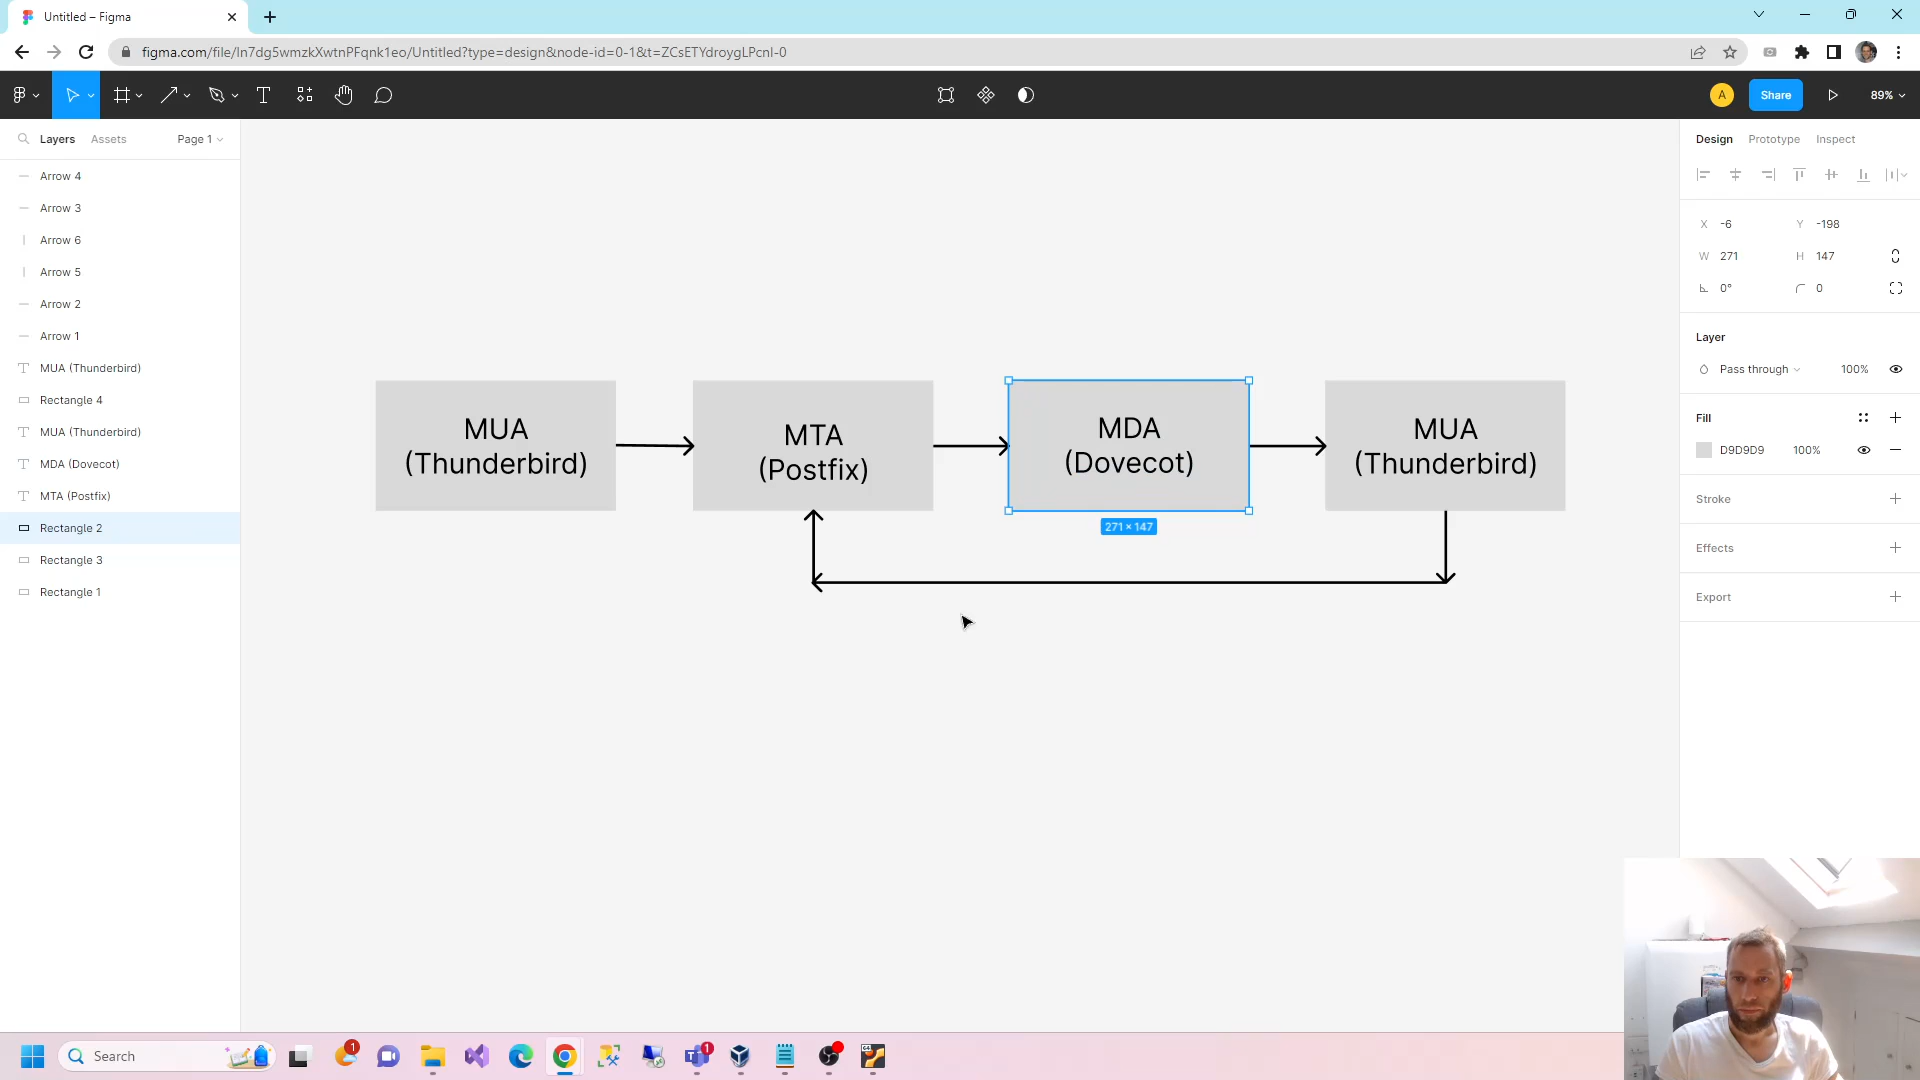 Untitled – Figma
figma.com/file/In7dg5wmzkXwtnPFqnk1eo/Untitled?type=design&node-id=0-1&t=ZCsETYdroygLPcnl-0
A
Share
89%
Layers
Assets
Page 1
Design
Prototype
Inspect
Arrow 4
Arrow 3
Arrow 6
Arrow 5
Arrow 2
Arrow 1
MUA (Thunderbird)
Rectangle 4
MUA (Thunderbird)
MDA (Dovecot)
MTA (Postfix)
Rectangle 2
Rectangle 3
Rectangle 1
MUA
(Thunderbird)
MTA
(Postfix)
MDA
(Dovecot)
271 × 147
MUA
(Thunderbird)
X -6 Y -198
W 271 H 147
0° 0
Layer
Pass through 100%
Fill
D9D9D9 100%
Stroke
Effects
Export
Search
1
1